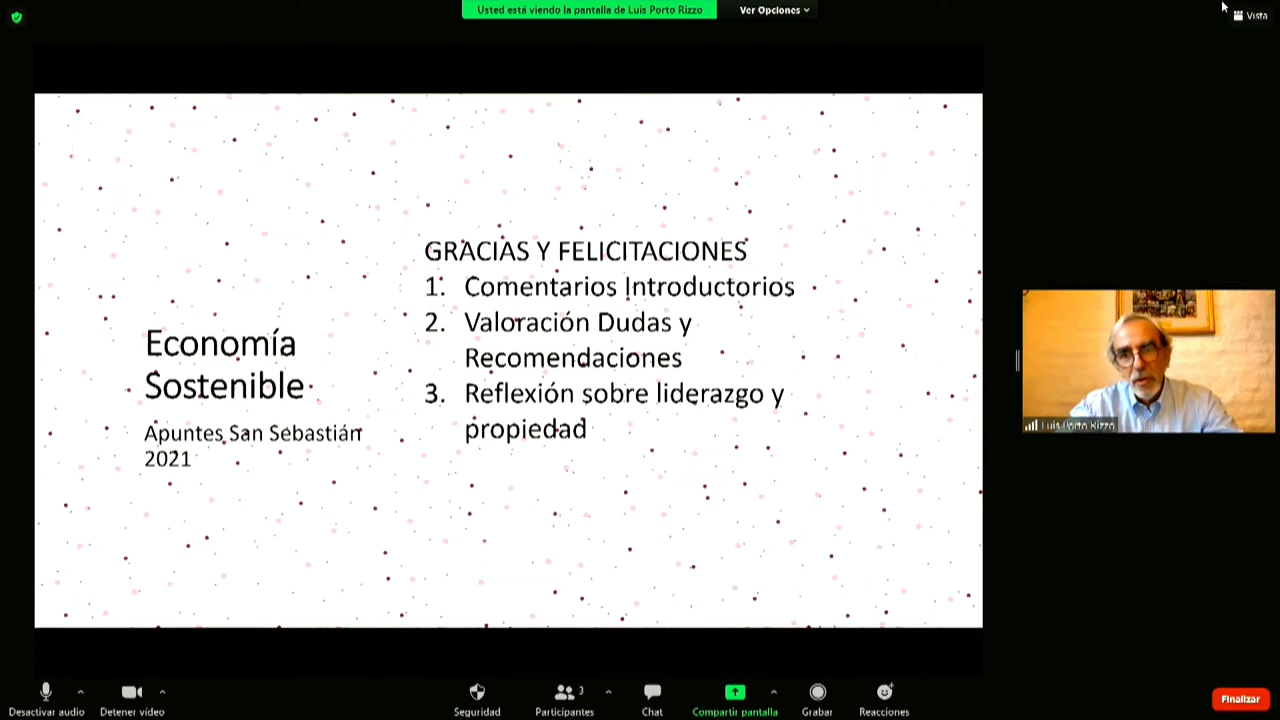 Usted está viendo la pantalla de Luis Porto Rizzo
Ver Opciones
Vista
GRACIAS Y FELICITACIONES
1. Comentarios Introductorios
2. Valoración Dudas y
Recomendaciones
3. Reflexión sobre liderazgo y
propiedad
Economía
Sostenible
Apuntes San Sebastián
2021
Luis Porto Rizzo
Desactivar audio
Detener vídeo
Seguridad
3
Participantes
Chat
Compartir pantalla
Grabar
Reacciones
Finalizar